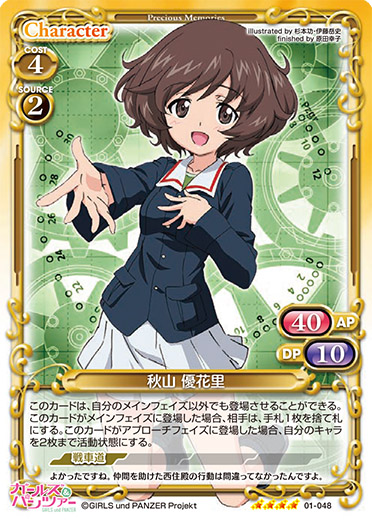 Precious Memories
Character
illustrated by 杉本功・伊藤岳史
finished by 原田幸子
COST
4
SOURCE
2
40 AP
DP 10
秋山 優花里
このカードは、自分のメインフェイズ以外でも登場させることができる。
このカードがメインフェイズに登場した場合、相手は、手札1枚を捨て札
にする。このカードがアプローチフェイズに登場した場合、自分のキャラ
を2枚まで活動状態にする。
戦車道
よかったですね。仲間を助けた西住殿の行動は間違ってなかったんですよ。
ガールズ&パンツァー
GIRLS und PANZER
©GIRLS und PANZER Projekt
01-048